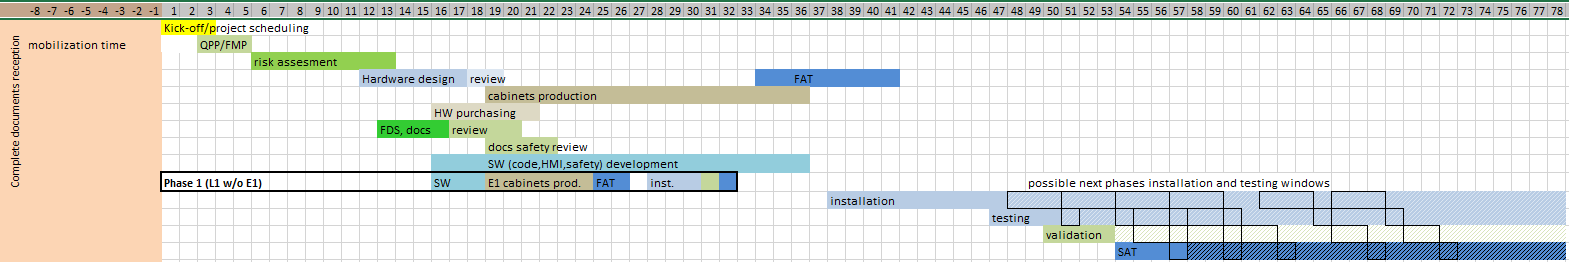 -8 -7 -6 -5 -4 -3 -2 -1 1 2 3 4 5 6 7 8 9 10 11 12 13 14 15 16 17 18 19 20 21 22 23 24 25 26 27 28 29 30 31 32 33 34 35 36 37 38 39 40 41 42 43 44 45 46 47 48 49 50 51 52 53 54 55 56 57 58 59 60 61 62 63 64 65 66 67 68 69 70 71 72 73 74 75 76 77 78
Complete documents reception
Kick-off/project scheduling
mobilization time QPP/FMP
risk assesment
Hardware design review FAT
cabinets production
HW purchasing
FDS, docs review
docs safety review
SW (code,HMI,safety) development
Phase 1 (L1 w/o E1) SW E1 cabinets prod. FAT inst. possible next phases installation and testing windows
installation
testing
validation
SAT